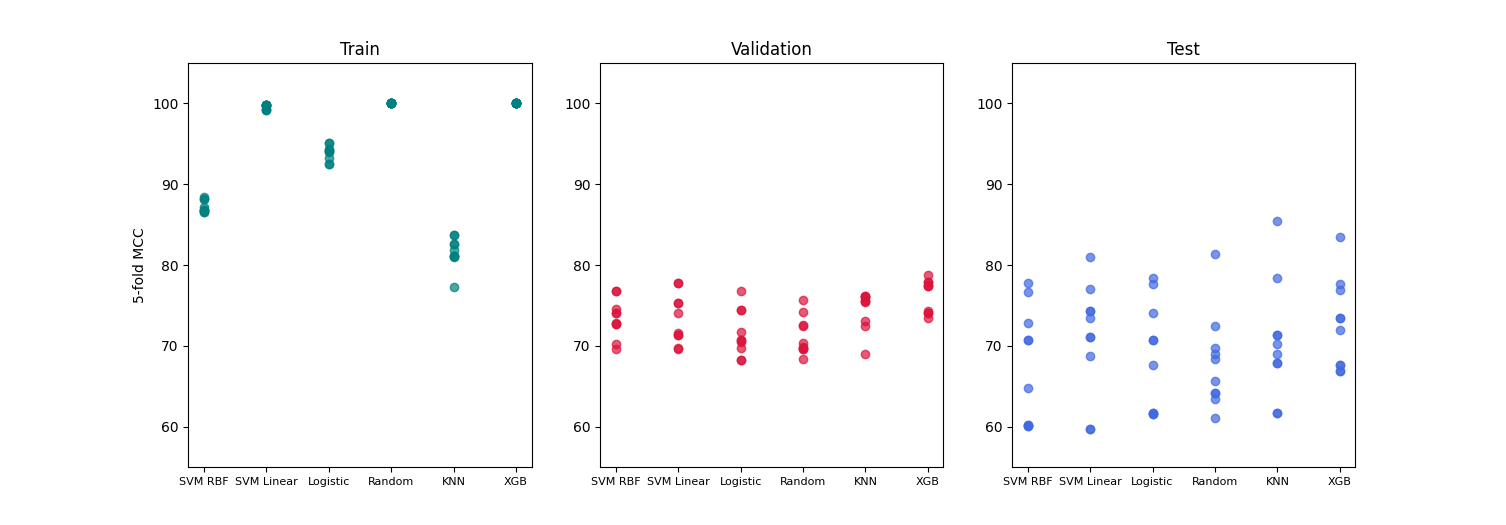 Train
Validation
Test
5-fold MCC
100
90
80
70
60
SVM RBF SVM Linear Logistic Random KNN XGB
100
90
80
70
60
SVM RBF SVM Linear Logistic Random KNN XGB
100
90
80
70
60
SVM RBF SVM Linear Logistic Random KNN XGB